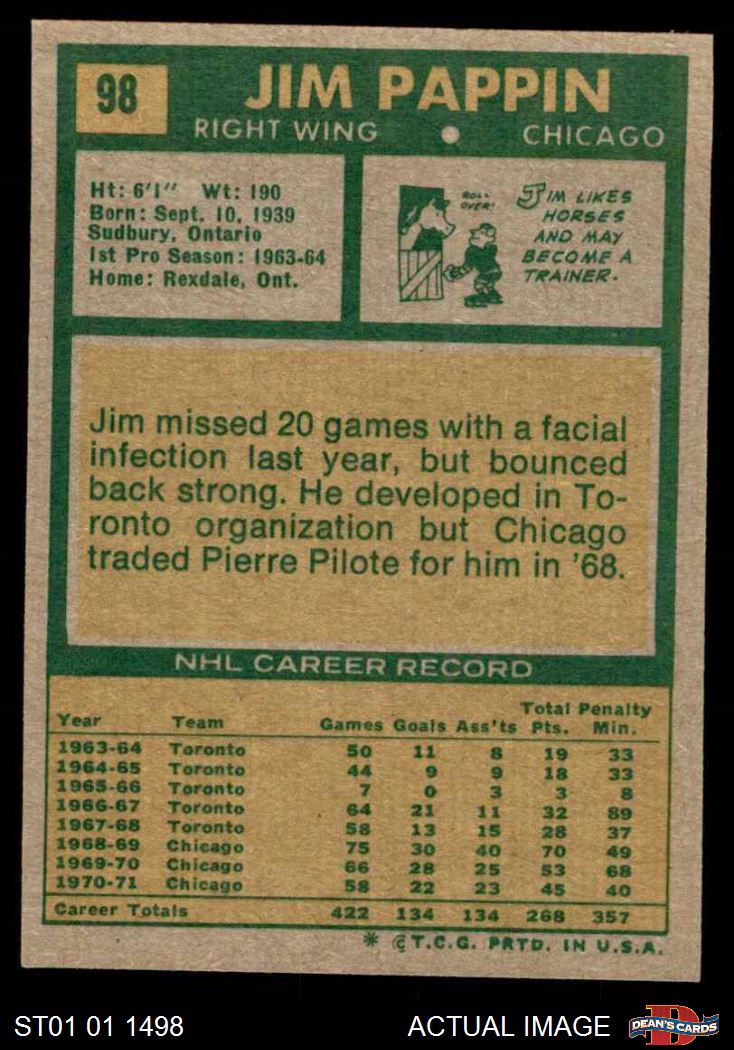 98
JIM PAPPIN
RIGHT WING • CHICAGO
Ht: 6'1" Wt: 190
Born: Sept. 10, 1939
Sudbury, Ontario
1st Pro Season: 1963-64
Home: Rexdale, Ont.
ROLL
OVER!
JIM LIKES
HORSES
AND MAY
BECOME A
TRAINER.
Jim missed 20 games with a facial
infection last year, but bounced
back strong. He developed in To-
ronto organization but Chicago
traded Pierre Pilote for him in '68.
NHL CAREER RECORD
Total Penalty
Year Team Games Goals Ass'ts Pts. Min.
1963-64 Toronto 50 11 8 19 33
1964-65 Toronto 44 9 9 18 33
1965-66 Toronto 7 0 3 3 8
1966-67 Toronto 64 21 11 32 89
1967-68 Toronto 58 13 15 28 37
1968-69 Chicago 75 30 40 70 49
1969-70 Chicago 66 28 25 53 68
1970-71 Chicago 58 22 23 45 40
Career Totals 422 134 134 268 357
* © T.C.G. PRTD. IN U.S.A.
ST01 01 1498 ACTUAL IMAGE DEAN'S CARDS